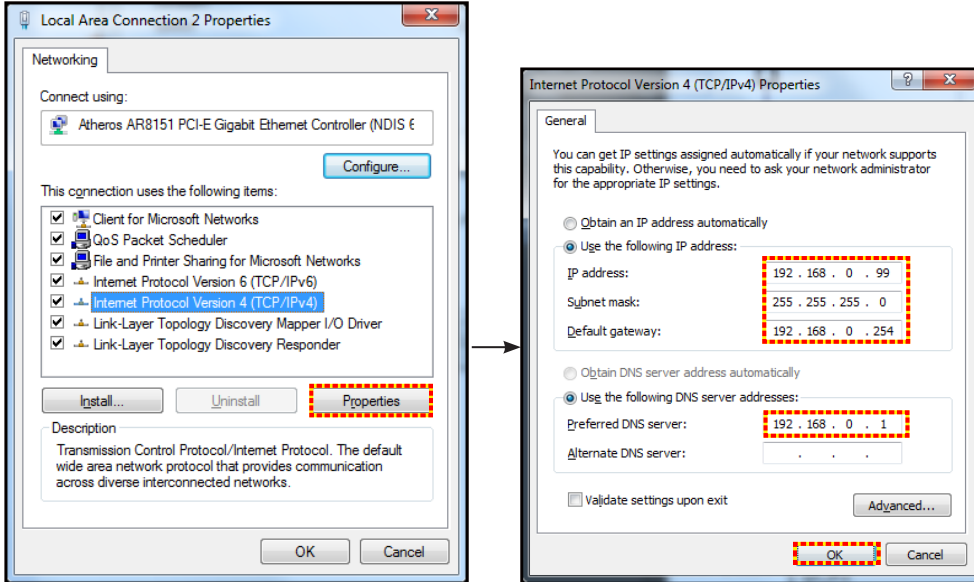 Local Area Connection 2 Properties
Networking
Connect using:
Atheros AR8151 PCI-E Gigabit Ethernet Controller (NDIS 6
Configure...
This connection uses the following items:
Client for Microsoft Networks
QoS Packet Scheduler
File and Printer Sharing for Microsoft Networks
Internet Protocol Version 6 (TCP/IPv6)
Internet Protocol Version 4 (TCP/IPv4)
Link-Layer Topology Discovery Mapper I/O Driver
Link-Layer Topology Discovery Responder
Install...
Uninstall
Properties
Description
Transmission Control Protocol/Internet Protocol. The default
wide area network protocol that provides communication
across diverse interconnected networks.
OK
Cancel
Internet Protocol Version 4 (TCP/IPv4) Properties
General
You can get IP settings assigned automatically if your network supports
this capability. Otherwise, you need to ask your network administrator
for the appropriate IP settings.
Obtain an IP address automatically
Use the following IP address:
IP address: 192 . 168 . 0 . 99
Subnet mask: 255 . 255 . 255 . 0
Default gateway: 192 . 168 . 0 . 254
Obtain DNS server address automatically
Use the following DNS server addresses:
Preferred DNS server: 192 . 168 . 0 . 1
Alternate DNS server: . . .
Validate settings upon exit
Advanced...
OK
Cancel